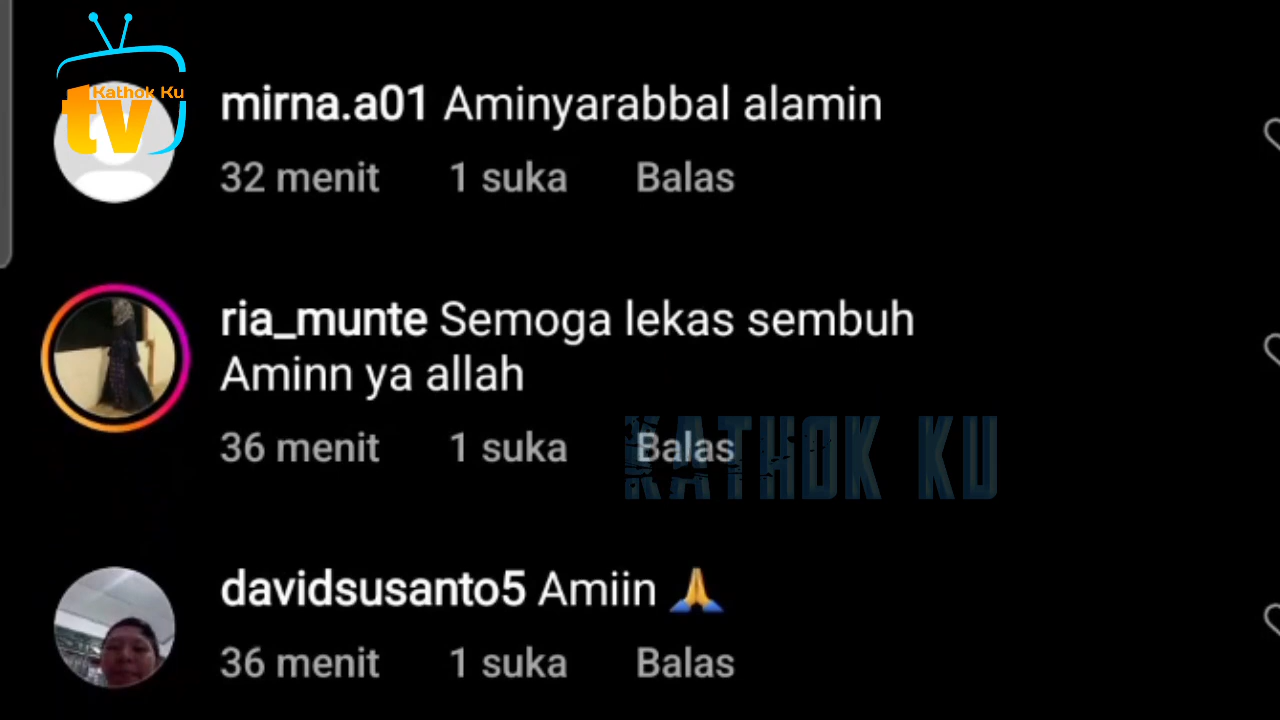 Kathok Ku
tv
mirna.a01 Aminyarabbal alamin
32 menit 1 suka Balas
ria_munte Semoga lekas sembuh
Aminn ya allah
36 menit 1 suka Balas
KATHOK KU
davidsusanto5 Amiin 🙏
36 menit 1 suka Balas